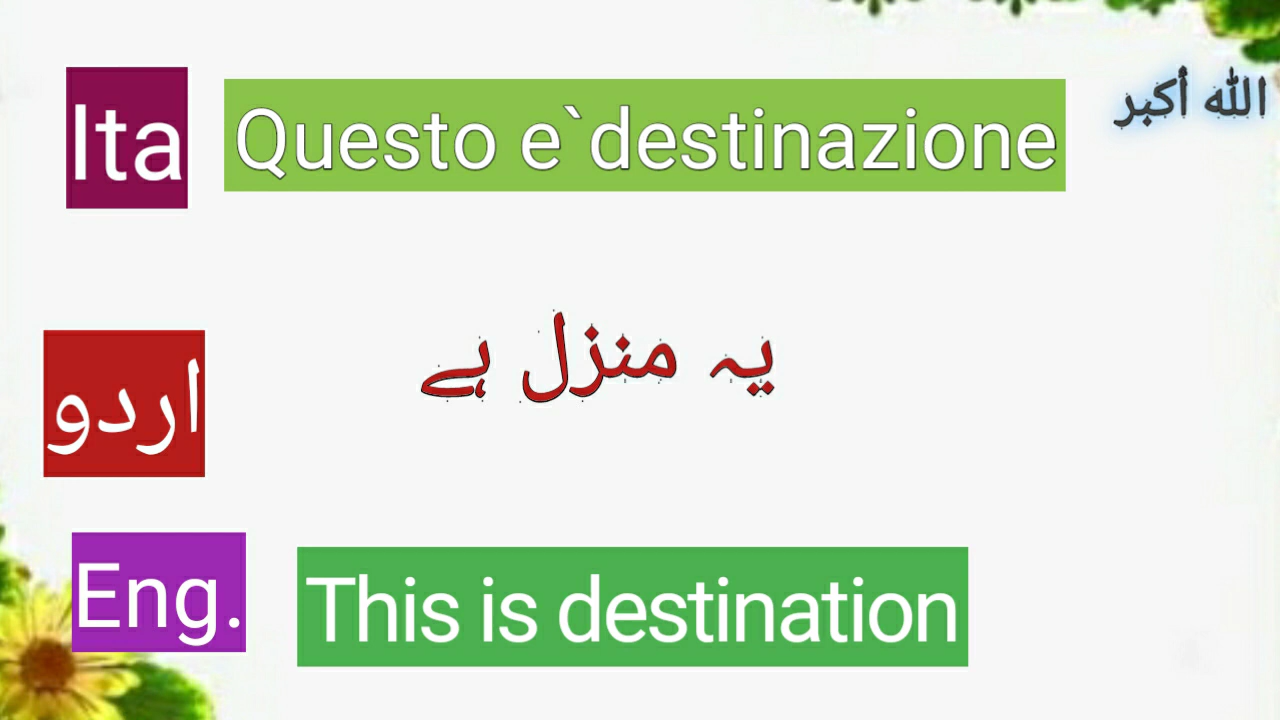 Ita Questo e`destinazione
الله أكبر
اردو
یہ منزل ہے
Eng. This is destination